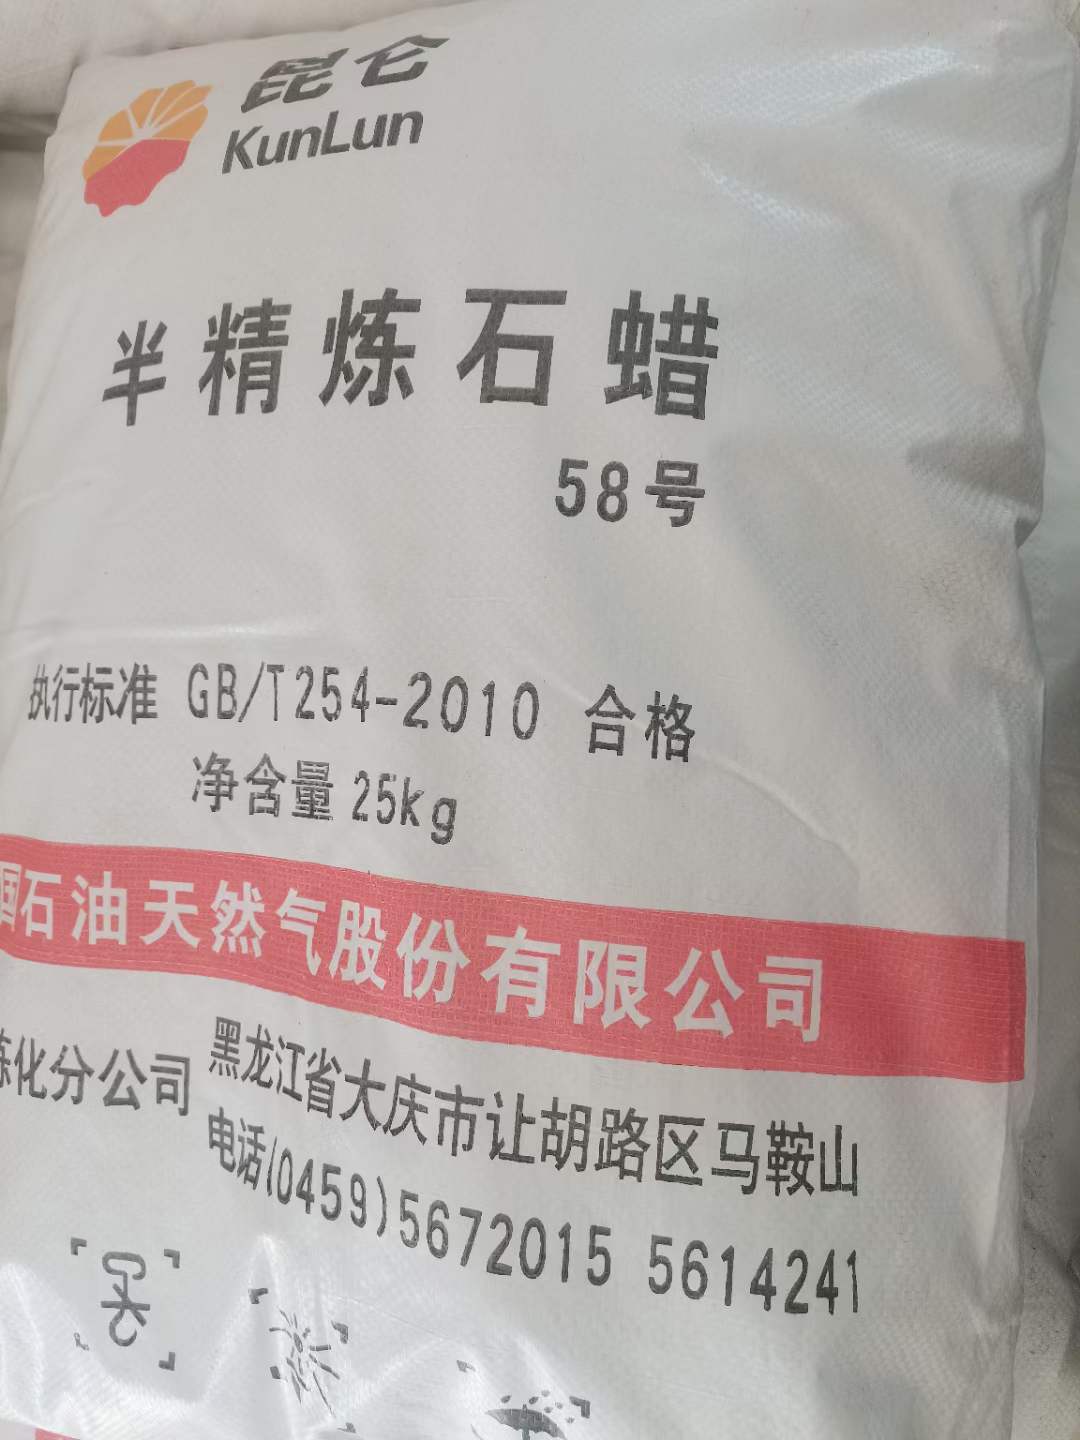 昆仑
KunLun
半精炼石蜡
58号
执行标准 GB/T254-2010 合格
净含量 25kg
国石油天然气股份有限公司
炼化分公司 黑龙江省大庆市让胡路区马鞍山
电话(0459)5672015 5614241